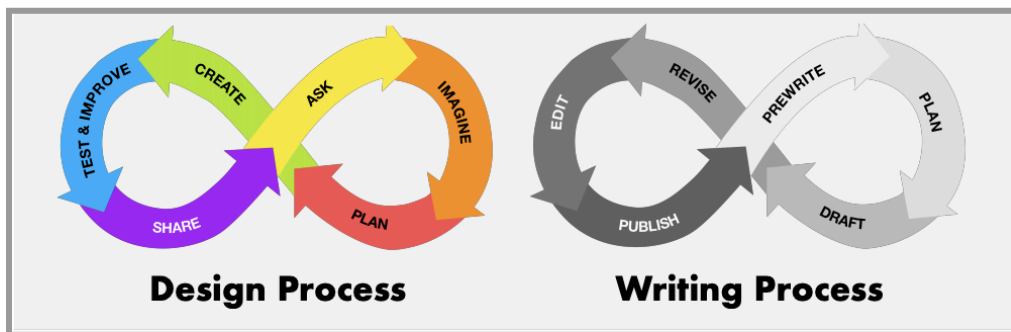 TEST & IMPROVE
CREATE
ASK
IMAGINE
PLAN
SHARE
Design Process
EDIT
REVISE
PREWRITE
PLAN
DRAFT
PUBLISH
Writing Process